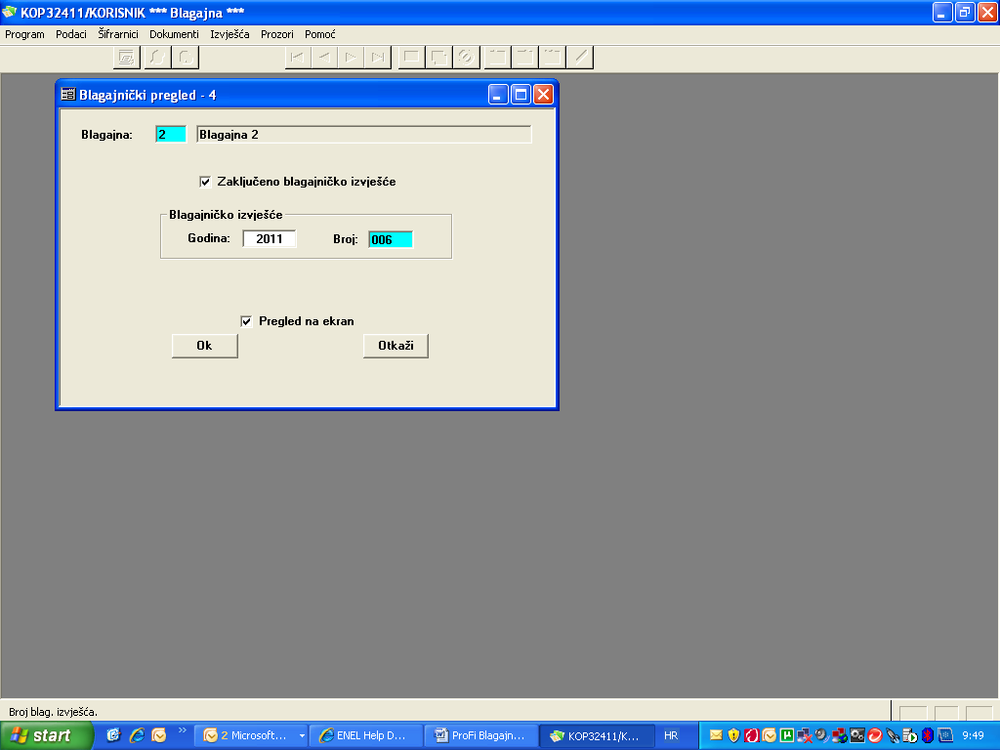 KOP32411/KORISNIK *** Blagajna ***
Program Podaci Šifrarnici Dokumenti Izvješća Prozori Pomoć
Blagajnički pregled - 4
Blagajna: 2 Blagajna 2
Zaključeno blagajničko izvješće
Blagajničko izvješće
Godina: 2011 Broj: 006
Pregled na ekran
Ok Otkaži
Broj blag. izvješća.
start 2 Microsoft... ENEL Help D... ProFi Blagajn... KOP32411/K... HR 9:49